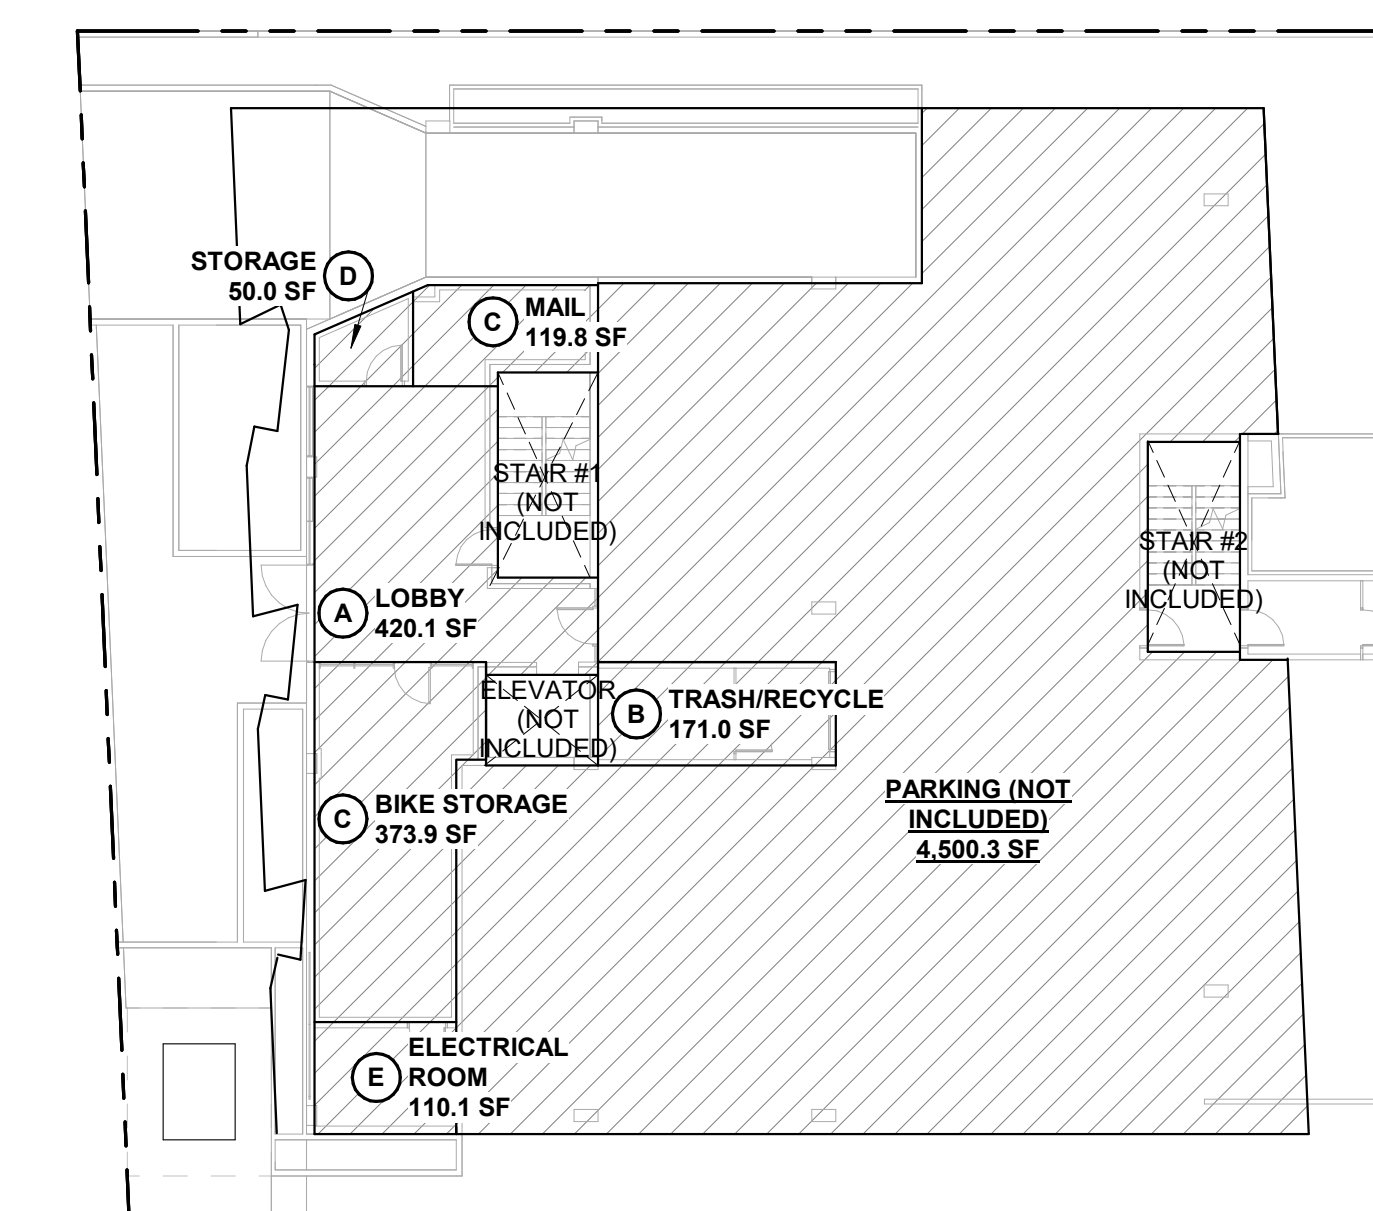 STORAGE
50.0 SF
D
C
MAIL
119.8 SF
STAIR #1
(NOT
INCLUDED)
STAIR #2
(NOT
INCLUDED)
A
LOBBY
420.1 SF
ELEVATOR
(NOT
INCLUDED)
B
TRASH/RECYCLE
171.0 SF
C
BIKE STORAGE
373.9 SF
PARKING (NOT
INCLUDED)
4,500.3 SF
E
ELECTRICAL
ROOM
110.1 SF